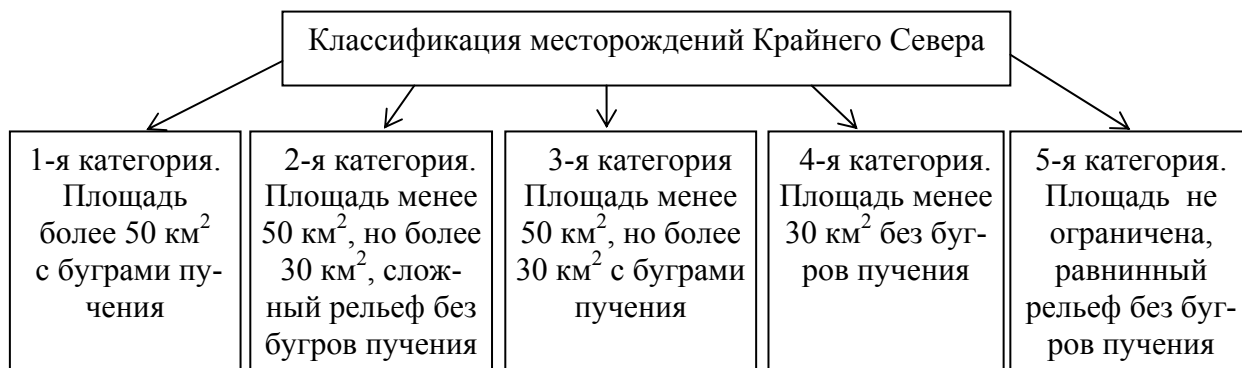 Классификация месторождений Крайнего Севера
1-я категория.
Площадь
более 50 км²
с буграми пу-
чения
2-я категория.
Площадь менее
50 км², но более
30 км², слож-
ный рельеф без
бугров пучения
3-я категория
Площадь менее
50 км², но более
30 км² с буграми
пучения
4-я категория.
Площадь менее
30 км² без буг-
ров пучения
5-я категория.
Площадь не
ограничена,
равнинный
рельеф без буг-
ров пучения